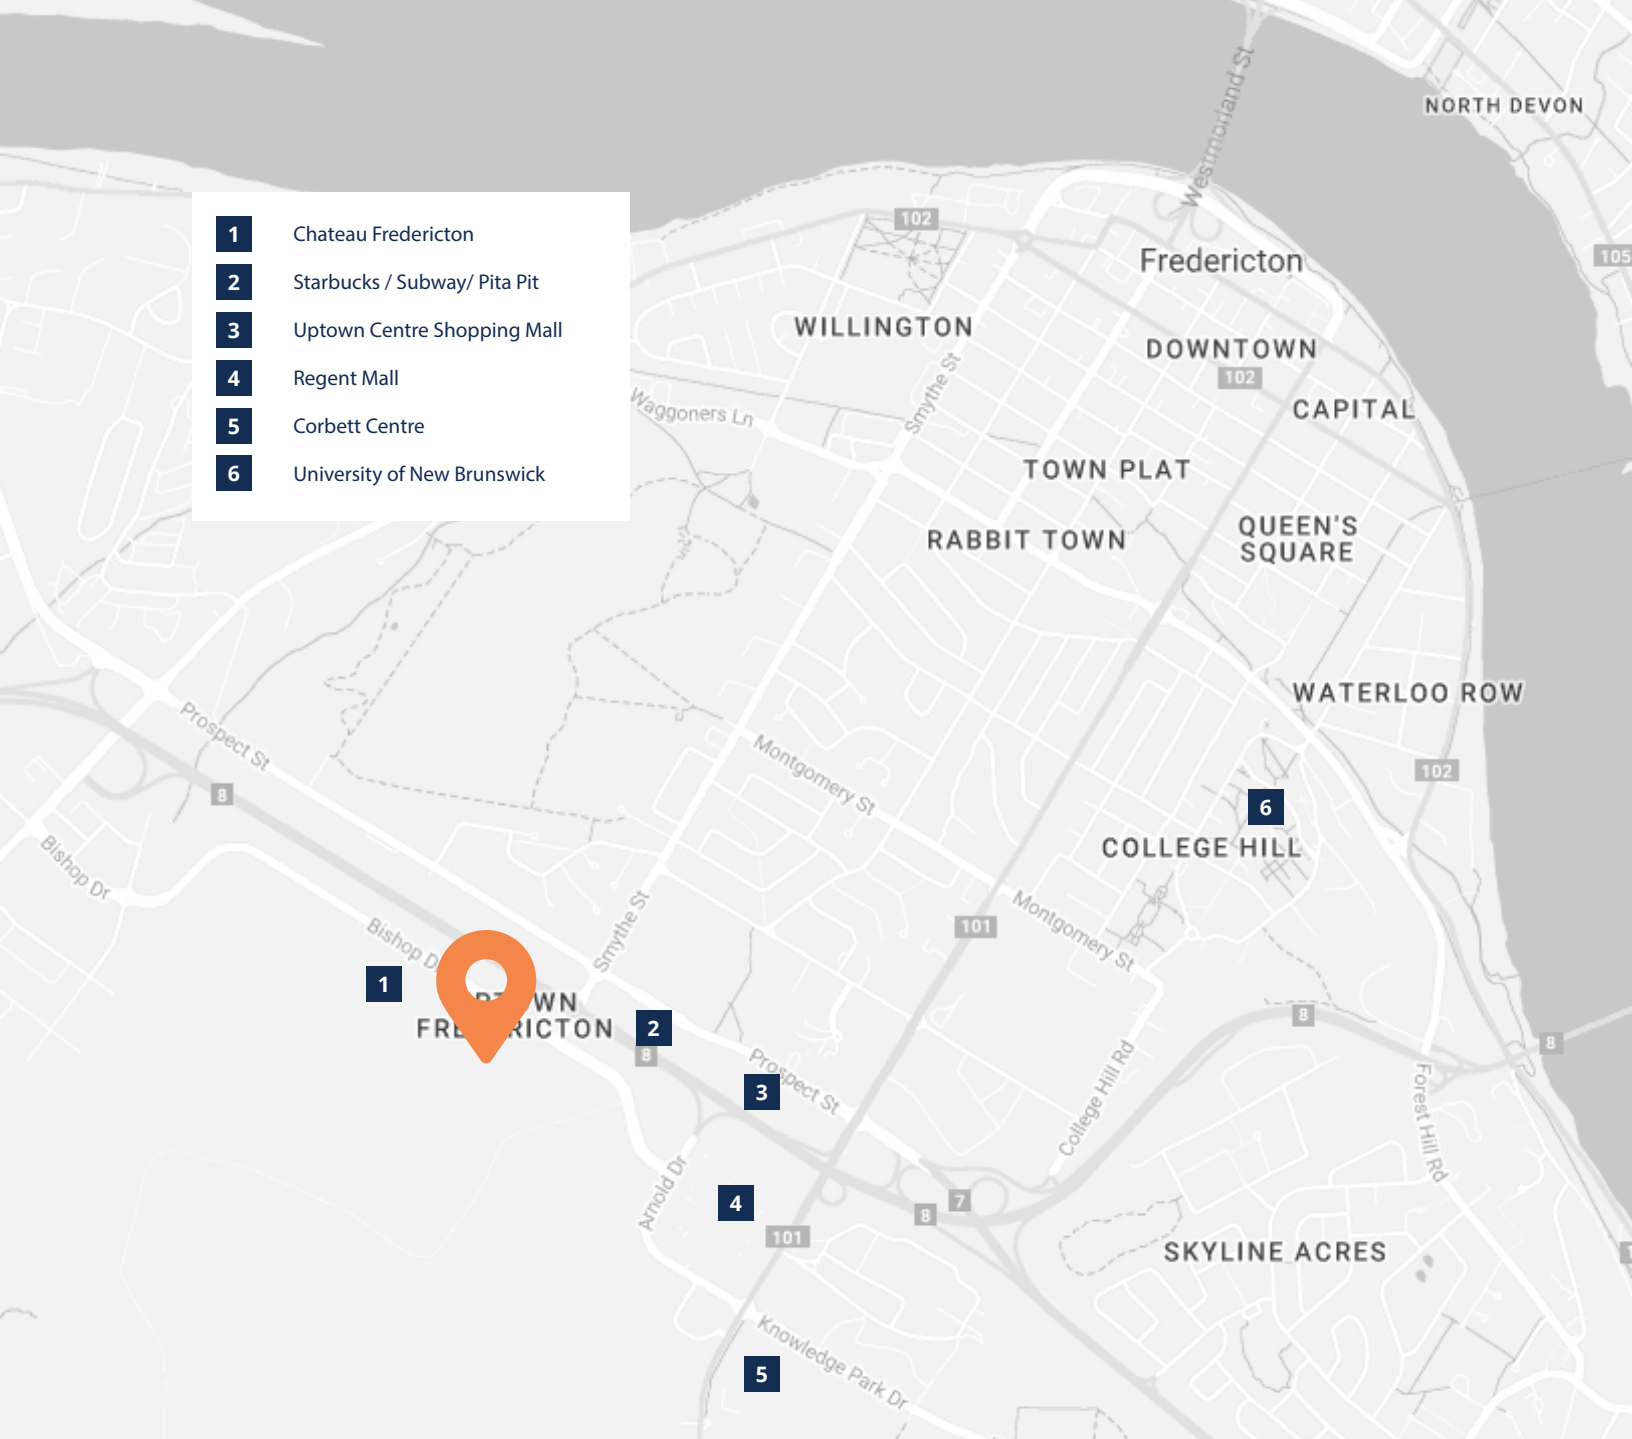 NORTH DEVON
Westmorland St
102
105
Fredericton
1 Chateau Fredericton
2 Starbucks / Subway/ Pita Pit
3 Uptown Centre Shopping Mall
4 Regent Mall
5 Corbett Centre
6 University of New Brunswick
WILLINGTON
DOWNTOWN
102
Smythe St
Waggoners Ln
CAPITAL
TOWN PLAT
RABBIT TOWN
QUEEN'S
SQUARE
WATERLOO ROW
Prospect St
Montgomery St
102
8
6
COLLEGE HILL
Bishop Dr
Smythe St
101
Montgomery St
Bishop D
1
WN
FRE RICTON
2
8
8
8
Prospect St
3
College Hill Rd
Forest Hill Rd
Arnold Dr
4
7
8
101
SKYLINE ACRES
Knowledge Park Dr
5